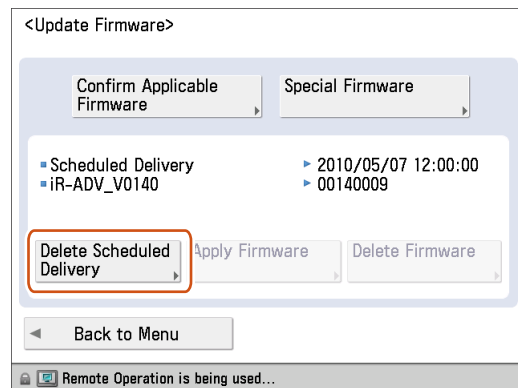 <Update Firmware>
Confirm Applicable
Firmware
Special Firmware
Scheduled Delivery
2010/05/07 12:00:00
iR-ADV_V0140
00140009
Delete Scheduled
Delivery
Apply Firmware
Delete Firmware
Back to Menu
Remote Operation is being used...